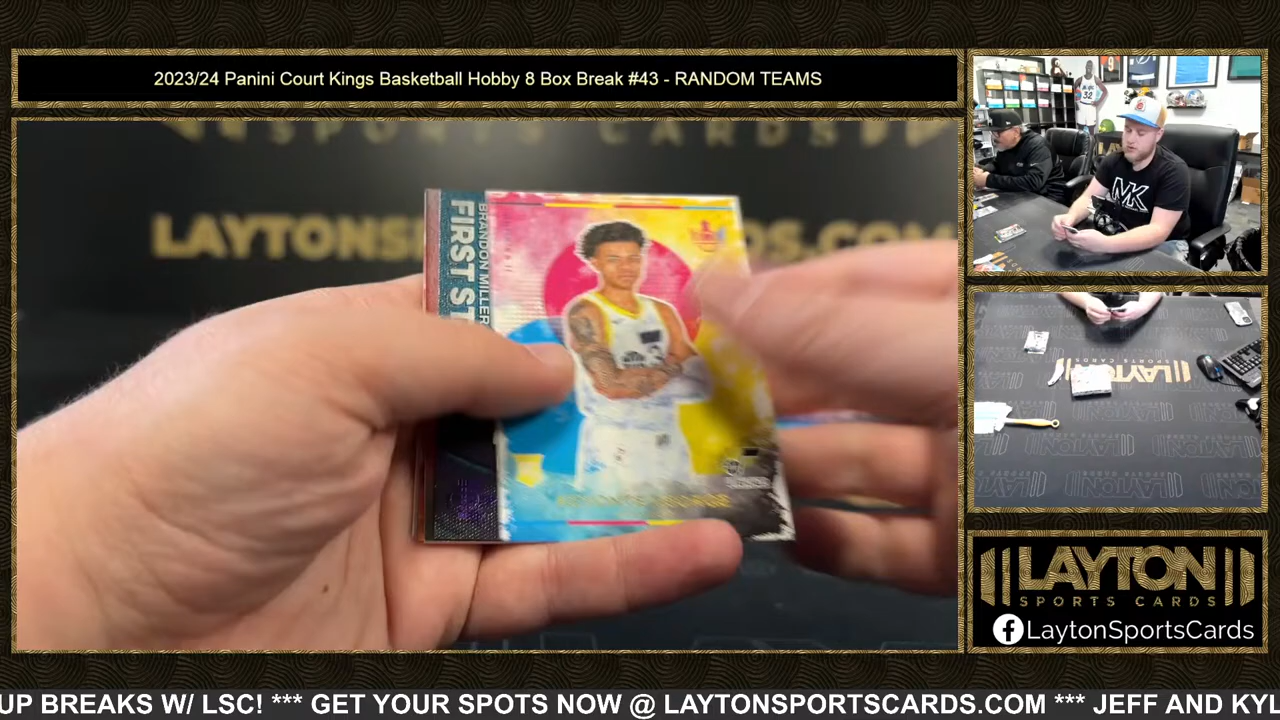 2023/24 Panini Court Kings Basketball Hobby 8 Box Break #43 - RANDOM TEAMS
BRANDON MILLER
FIRST ST
LAYTON
SPORTS CARDS
LaytonSportsCards
UP BREAKS W/ LSC! *** GET YOUR SPOTS NOW @ LAYTONSPORTSCARDS.COM *** JEFF AND KYL